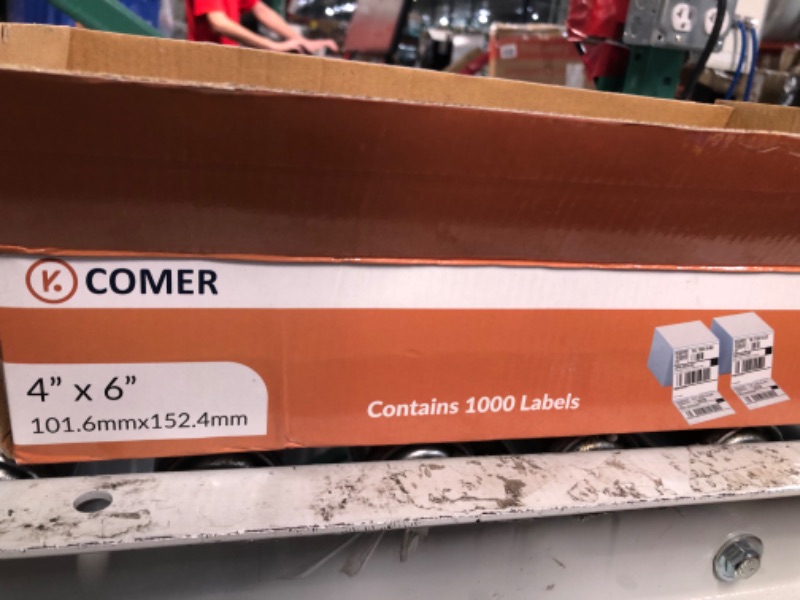 K. COMER
4” x 6”
101.6mmx152.4mm
Contains 1000 Labels